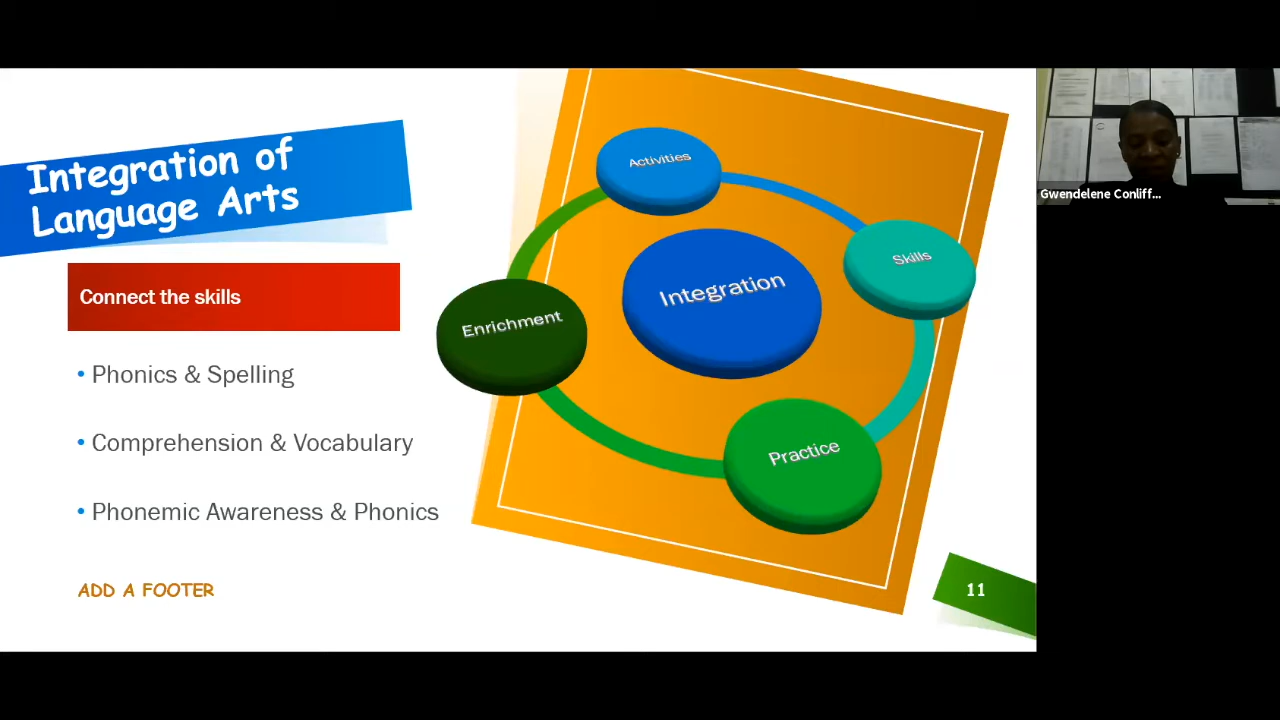 Integration of
Language Arts
Connect the skills
• Phonics & Spelling
• Comprehension & Vocabulary
• Phonemic Awareness & Phonics
ADD A FOOTER
Activities
Skills
Integration
Enrichment
Practice
11
Gwendelene Conliff...